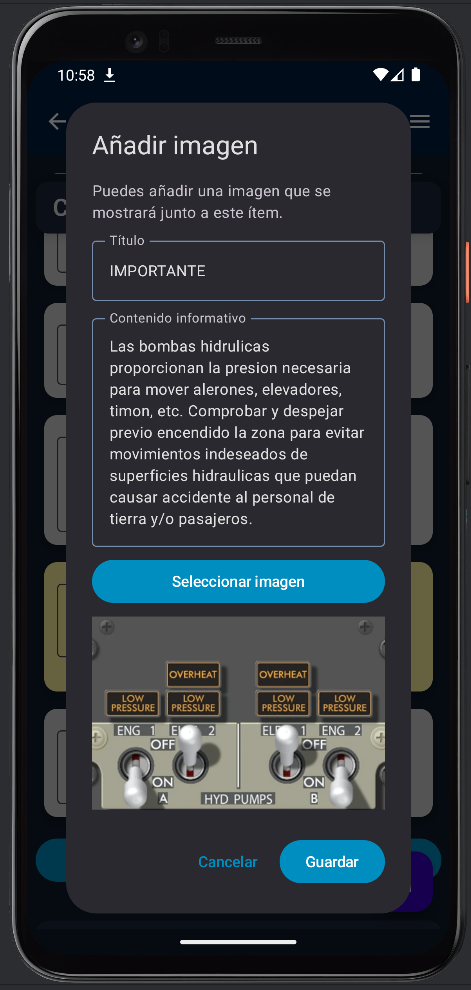 10:58
Añadir imagen
Puedes añadir una imagen que se
mostrará junto a este ítem.
Título
IMPORTANTE
Contenido informativo
Las bombas hidrulicas
proporcionan la presion necesaria
para mover alerones, elevadores,
timon, etc. Comprobar y despejar
previo encendido la zona para evitar
movimientos indeseados de
superficies hidraulicas que puedan
causar accidente al personal de
tierra y/o pasajeros.
Seleccionar imagen
OVERHEAT OVERHEAT
LOW PRESSURE LOW PRESSURE LOW PRESSURE LOW PRESSURE
ENG 1 2 ENG 2
OFF OFF
ON ON
A HYD PUMPS B
Cancelar Guardar